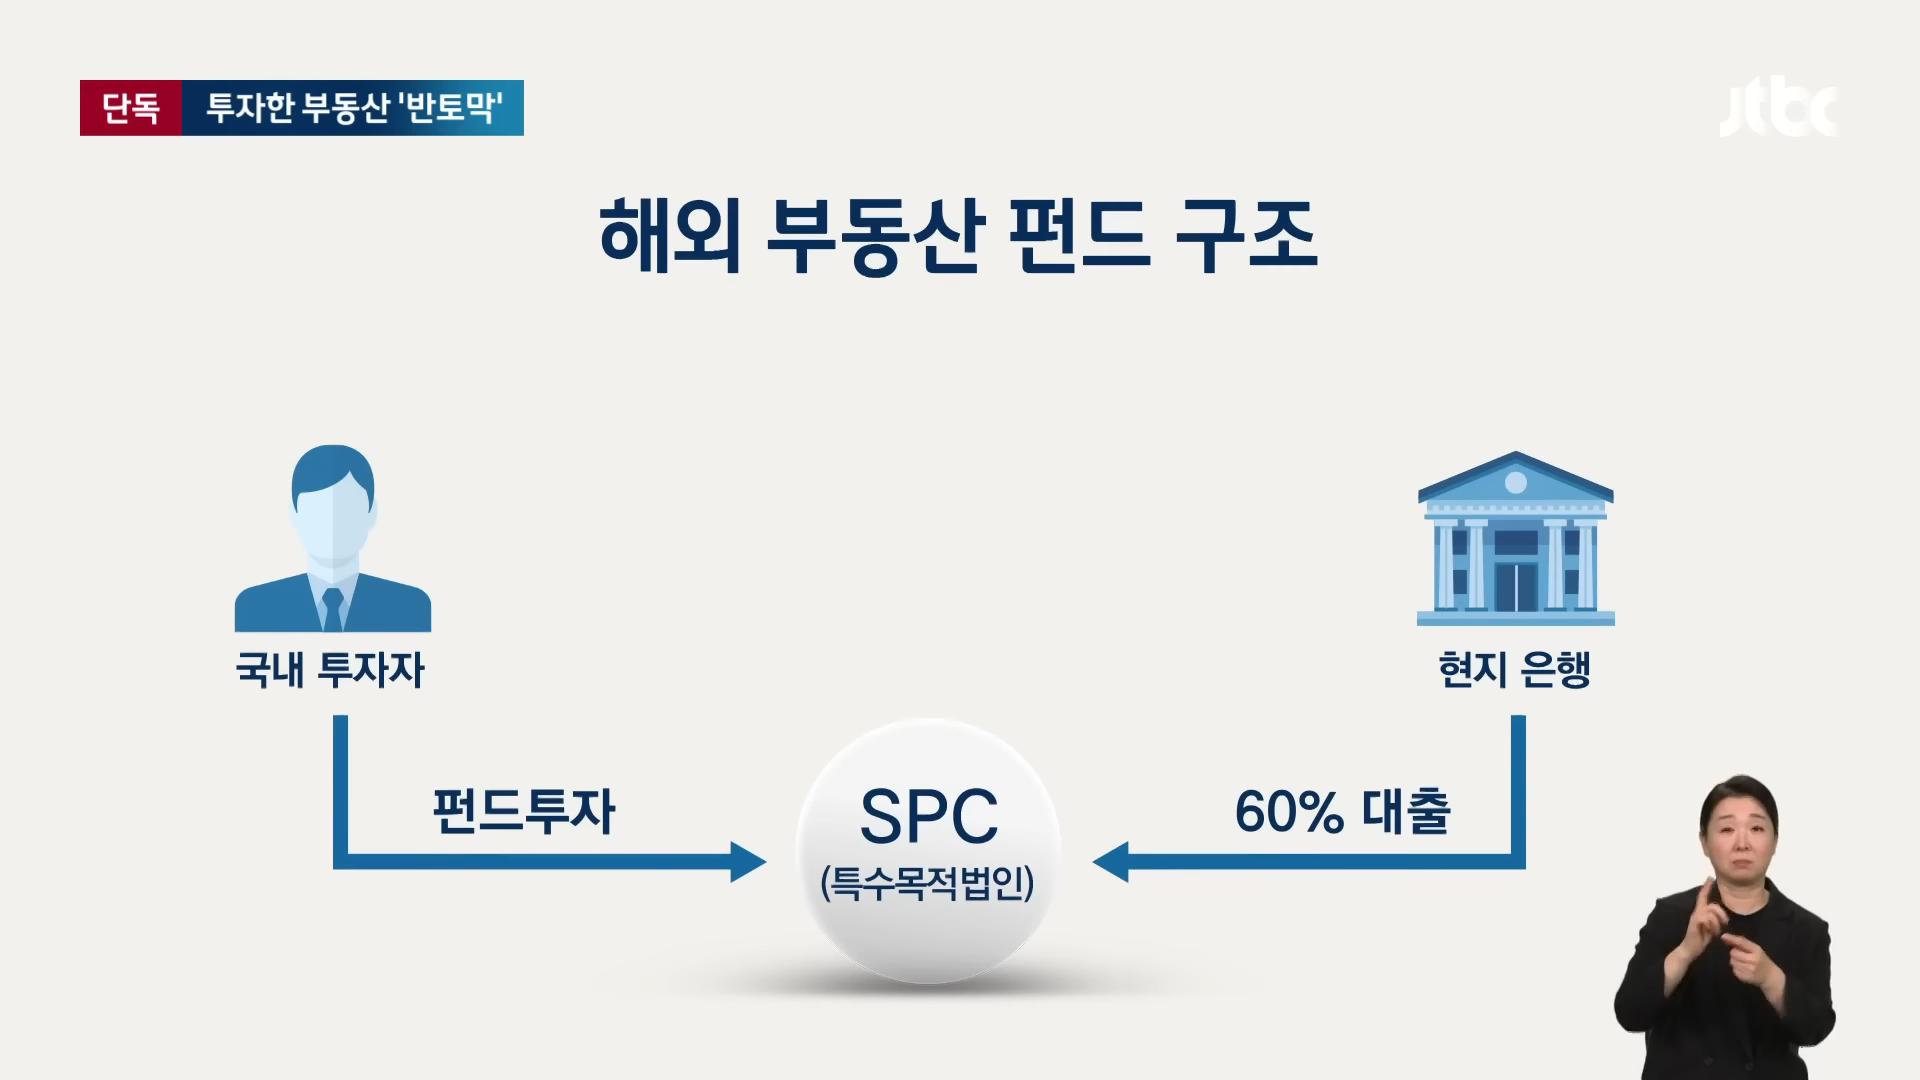 단독 투자한 부동산 '반토막'
jtbc
해외 부동산 펀드 구조
국내 투자자
현지 은행
펀드투자
SPC
(특수목적법인)
60% 대출